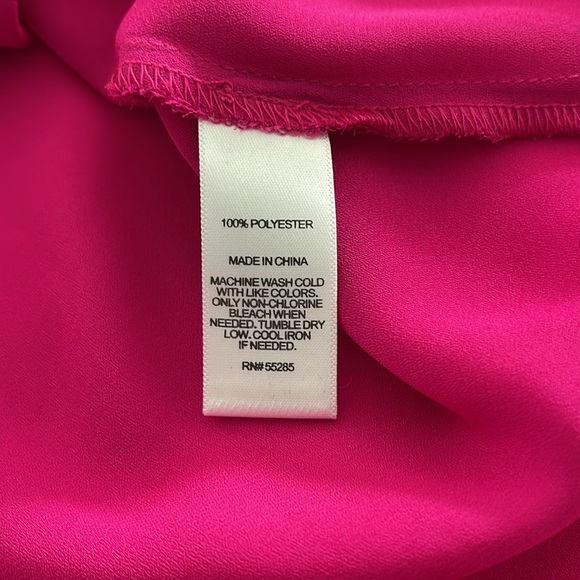 100% POLYESTER
MADE IN CHINA
MACHINE WASH COLD
WITH LIKE COLORS.
ONLY NON-CHLORINE
BLEACH WHEN
NEEDED. TUMBLE DRY
LOW. COOL IRON
IF NEEDED.
RN# 55285